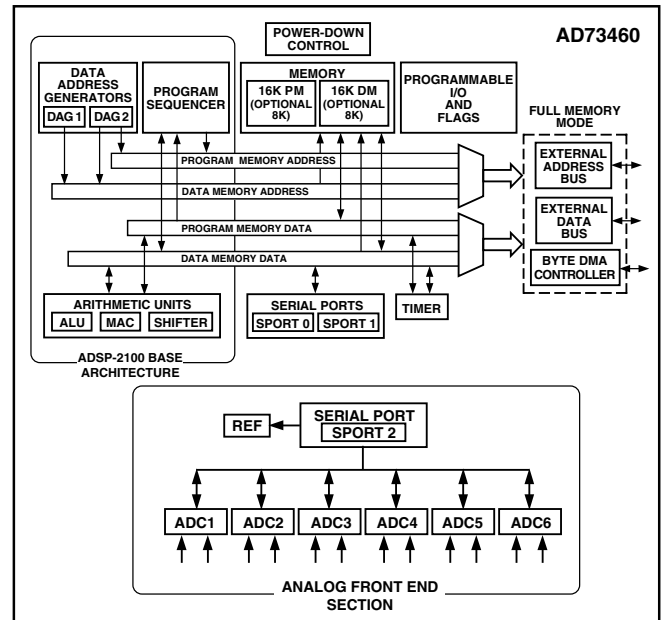 AD73460
POWER-DOWN
CONTROL
DATA
ADDRESS
GENERATORS
DAG 1
DAG 2
PROGRAM
SEQUENCER
MEMORY
16K PM
(OPTIONAL
8K)
16K DM
(OPTIONAL
8K)
PROGRAMMABLE
I/O
AND
FLAGS
FULL MEMORY
MODE
PROGRAM MEMORY ADDRESS
DATA MEMORY ADDRESS
PROGRAM MEMORY DATA
DATA MEMORY DATA
EXTERNAL
ADDRESS
BUS
EXTERNAL
DATA
BUS
BYTE DMA
CONTROLLER
ARITHMETIC UNITS
ALU
MAC
SHIFTER
SERIAL PORTS
SPORT 0
SPORT 1
TIMER
ADSP-2100 BASE
ARCHITECTURE
REF
SERIAL PORT
SPORT 2
ADC1
ADC2
ADC3
ADC4
ADC5
ADC6
ANALOG FRONT END
SECTION